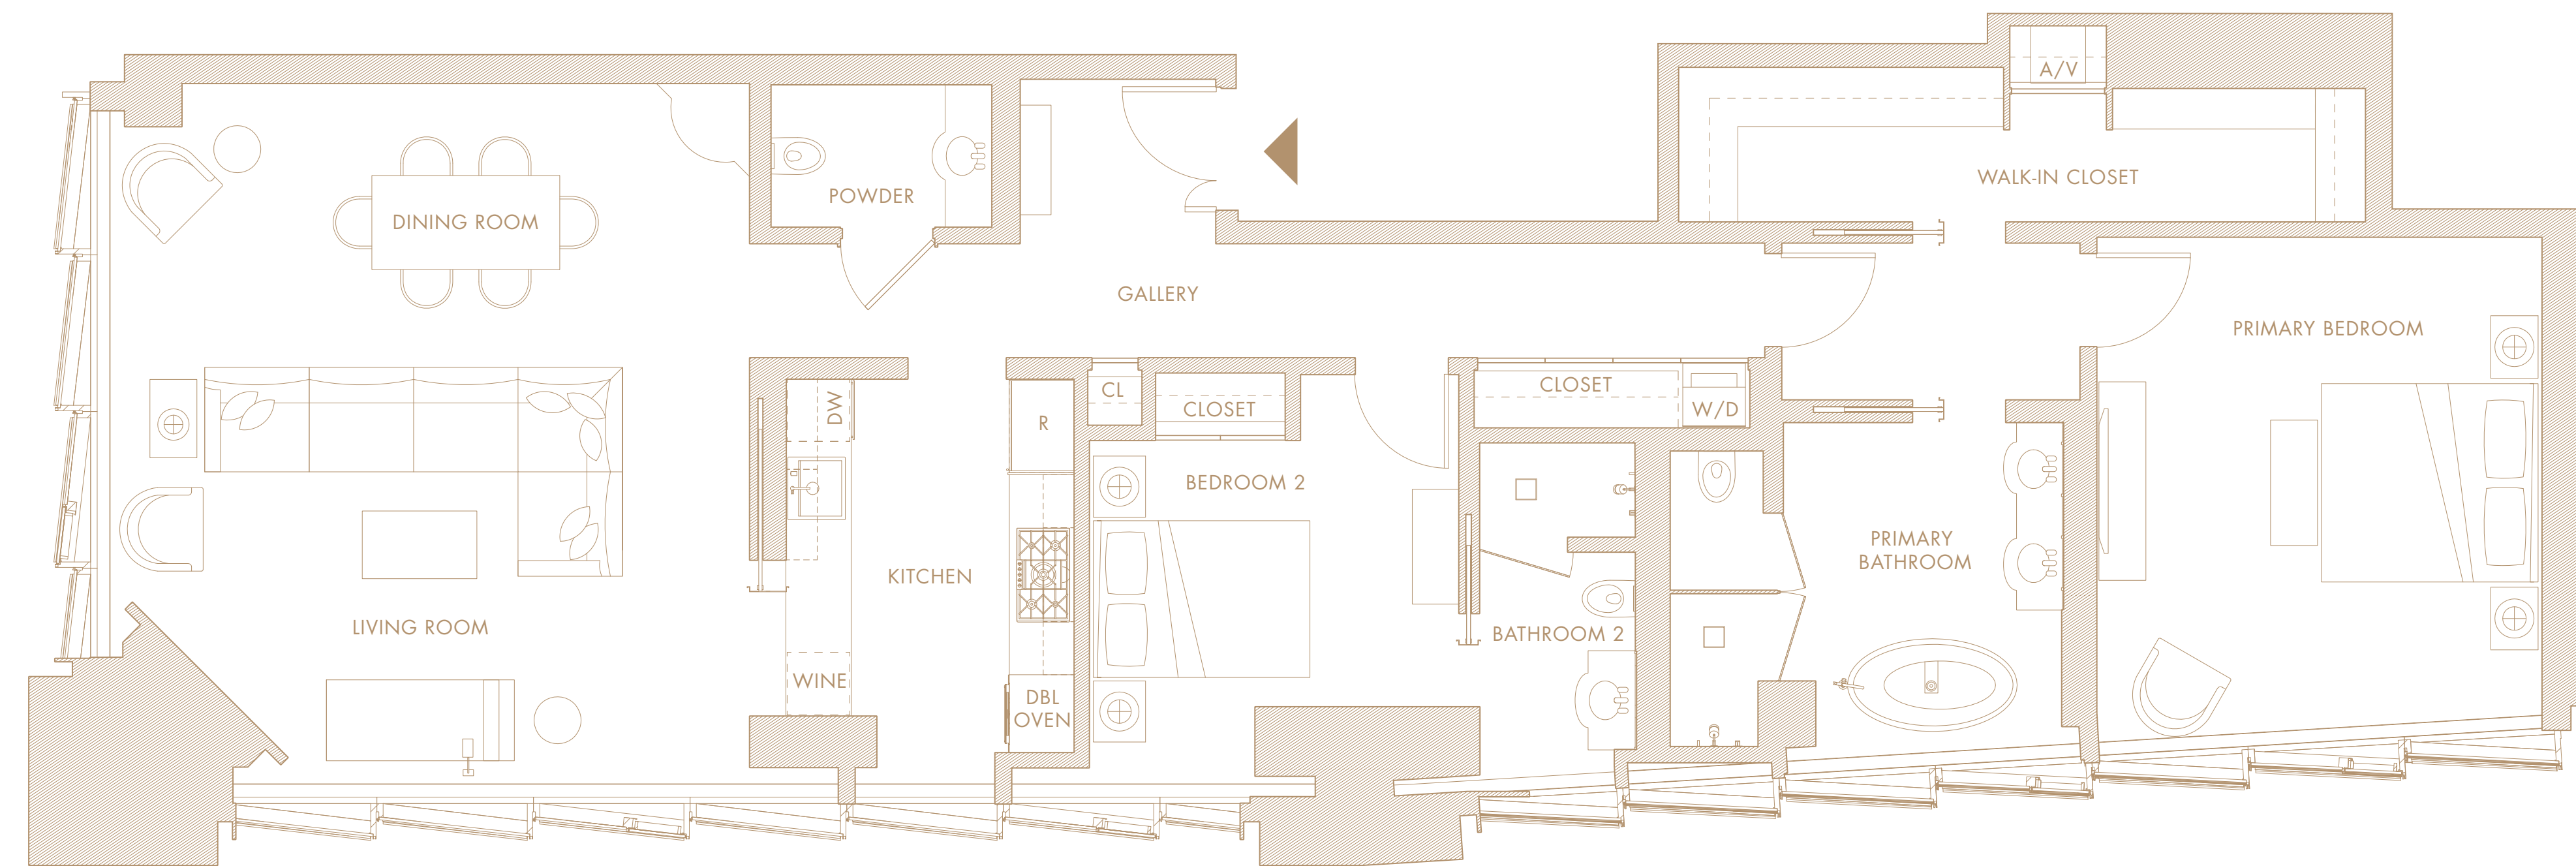 A/V
WALK-IN CLOSET
POWDER
DINING ROOM
GALLERY
PRIMARY BEDROOM
CL
CLOSET
CLOSET
W/D
DW
R
BEDROOM 2
PRIMARY
BATHROOM
KITCHEN
LIVING ROOM
BATHROOM 2
WINE
DBL
OVEN